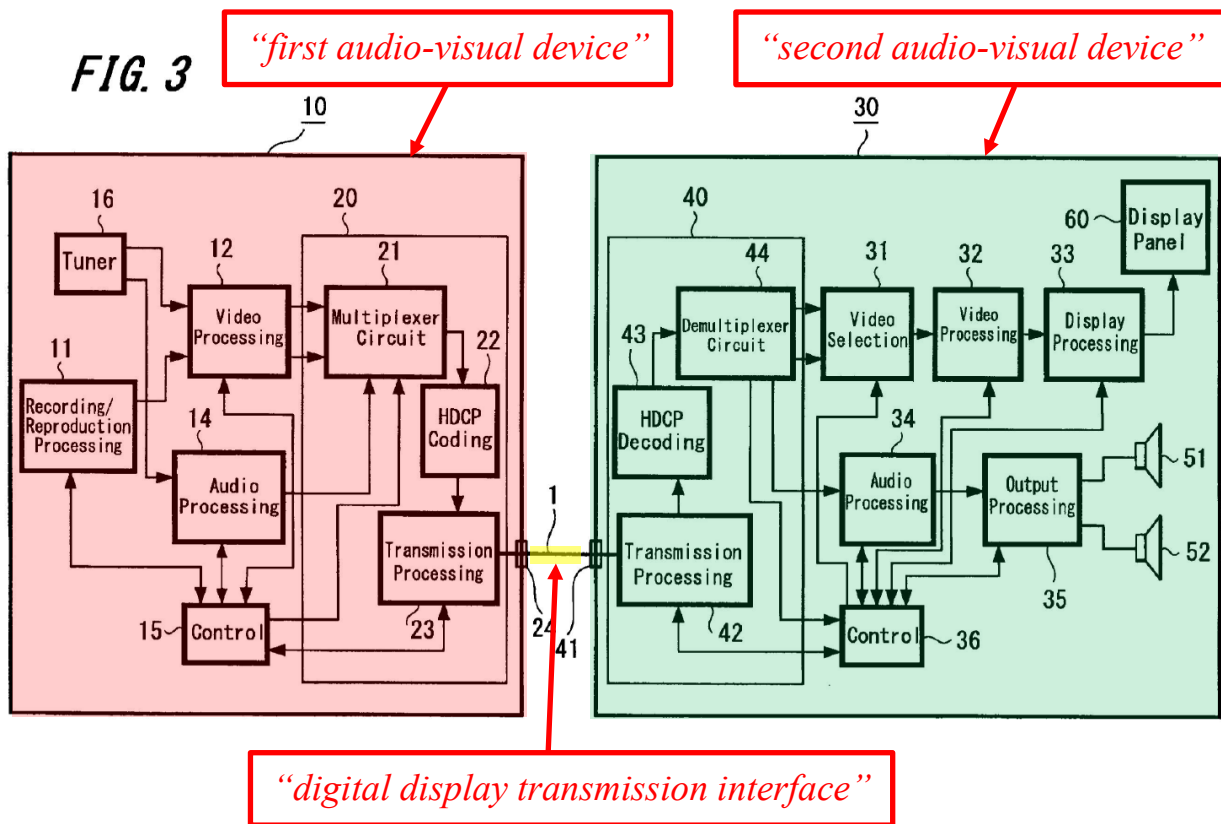 “first audio-visual device”
“second audio-visual device”
FIG. 3
10
30
16
Tuner
12
Video
Processing
20
21
Multiplexer
Circuit
22
HDCP
Coding
11
Recording/
Reproduction
Processing
14
Audio
Processing
15
Control
Transmission
Processing
23
24
1
41
40
44
Demultiplexer
Circuit
43
HDCP
Decoding
Transmission
Processing
42
31
Video
Selection
32
Video
Processing
33
Display
Processing
60
Display
Panel
34
Audio
Processing
Output
Processing
35
51
52
Control
36
“digital display transmission interface”